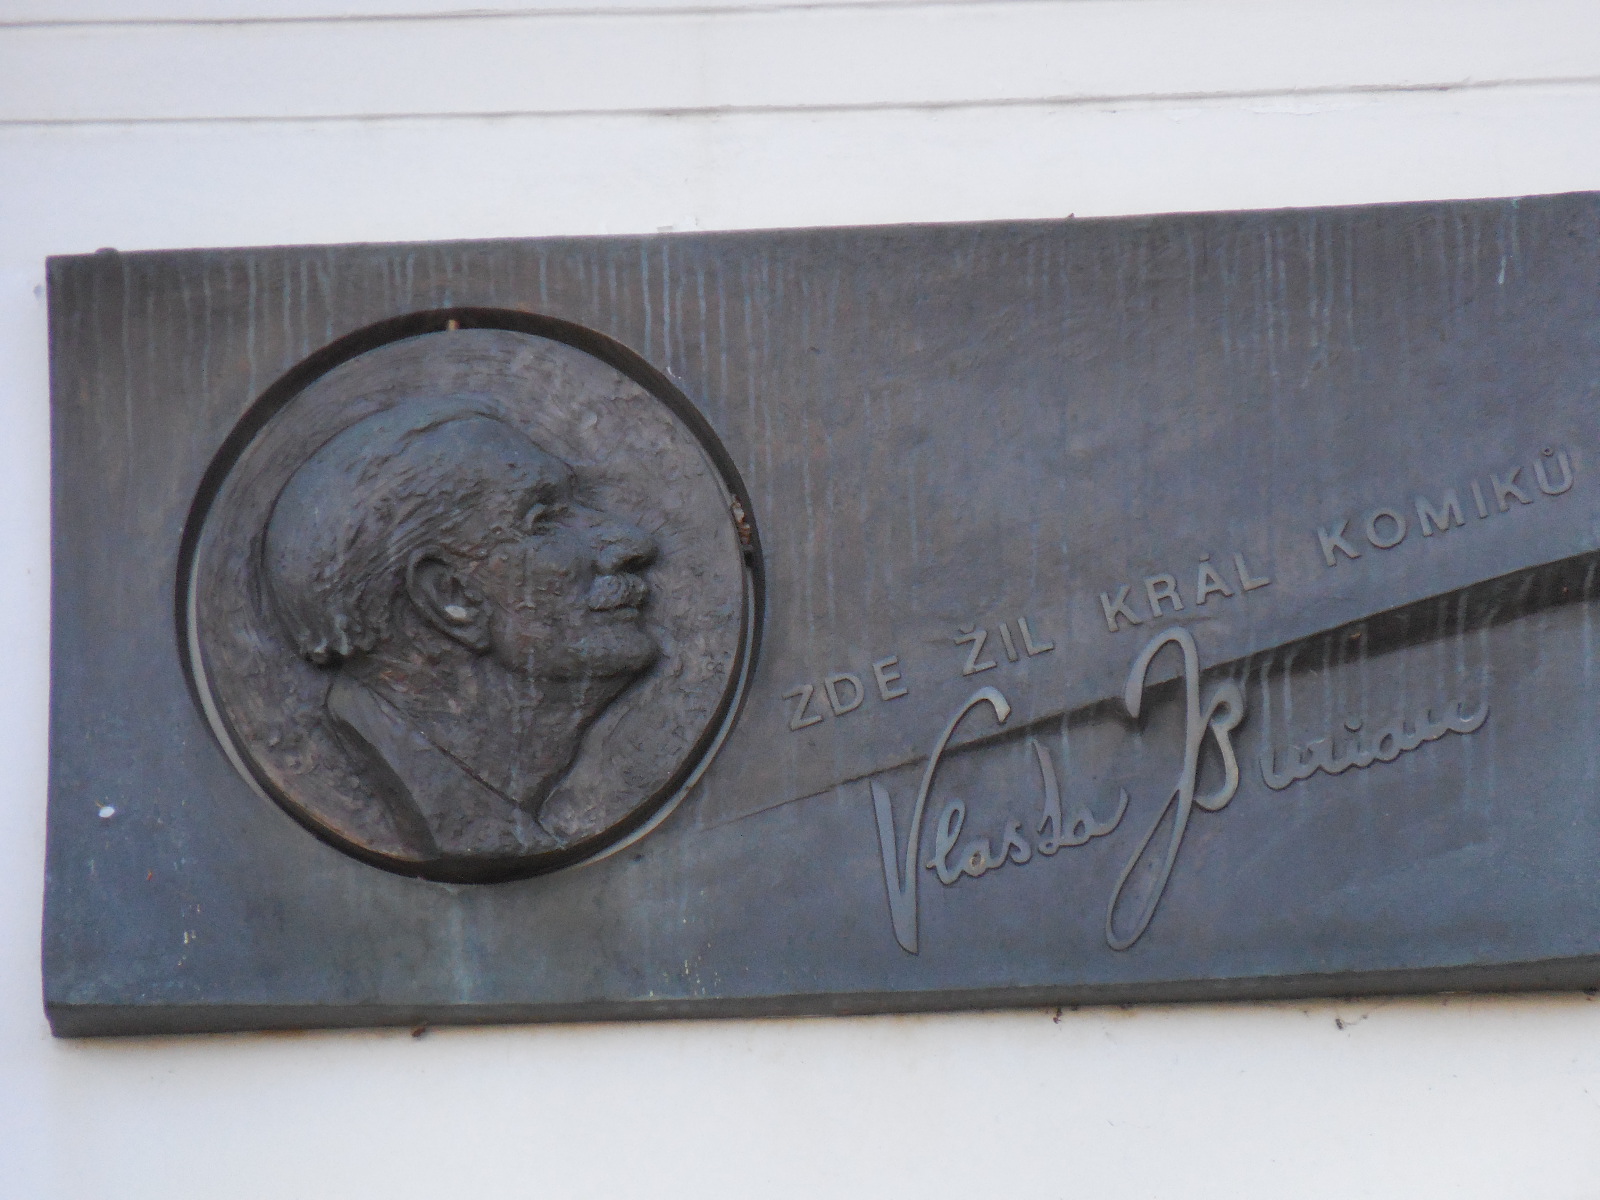 ZDE ŽIL KRÁL KOMIKŮ
Vlasta Burian